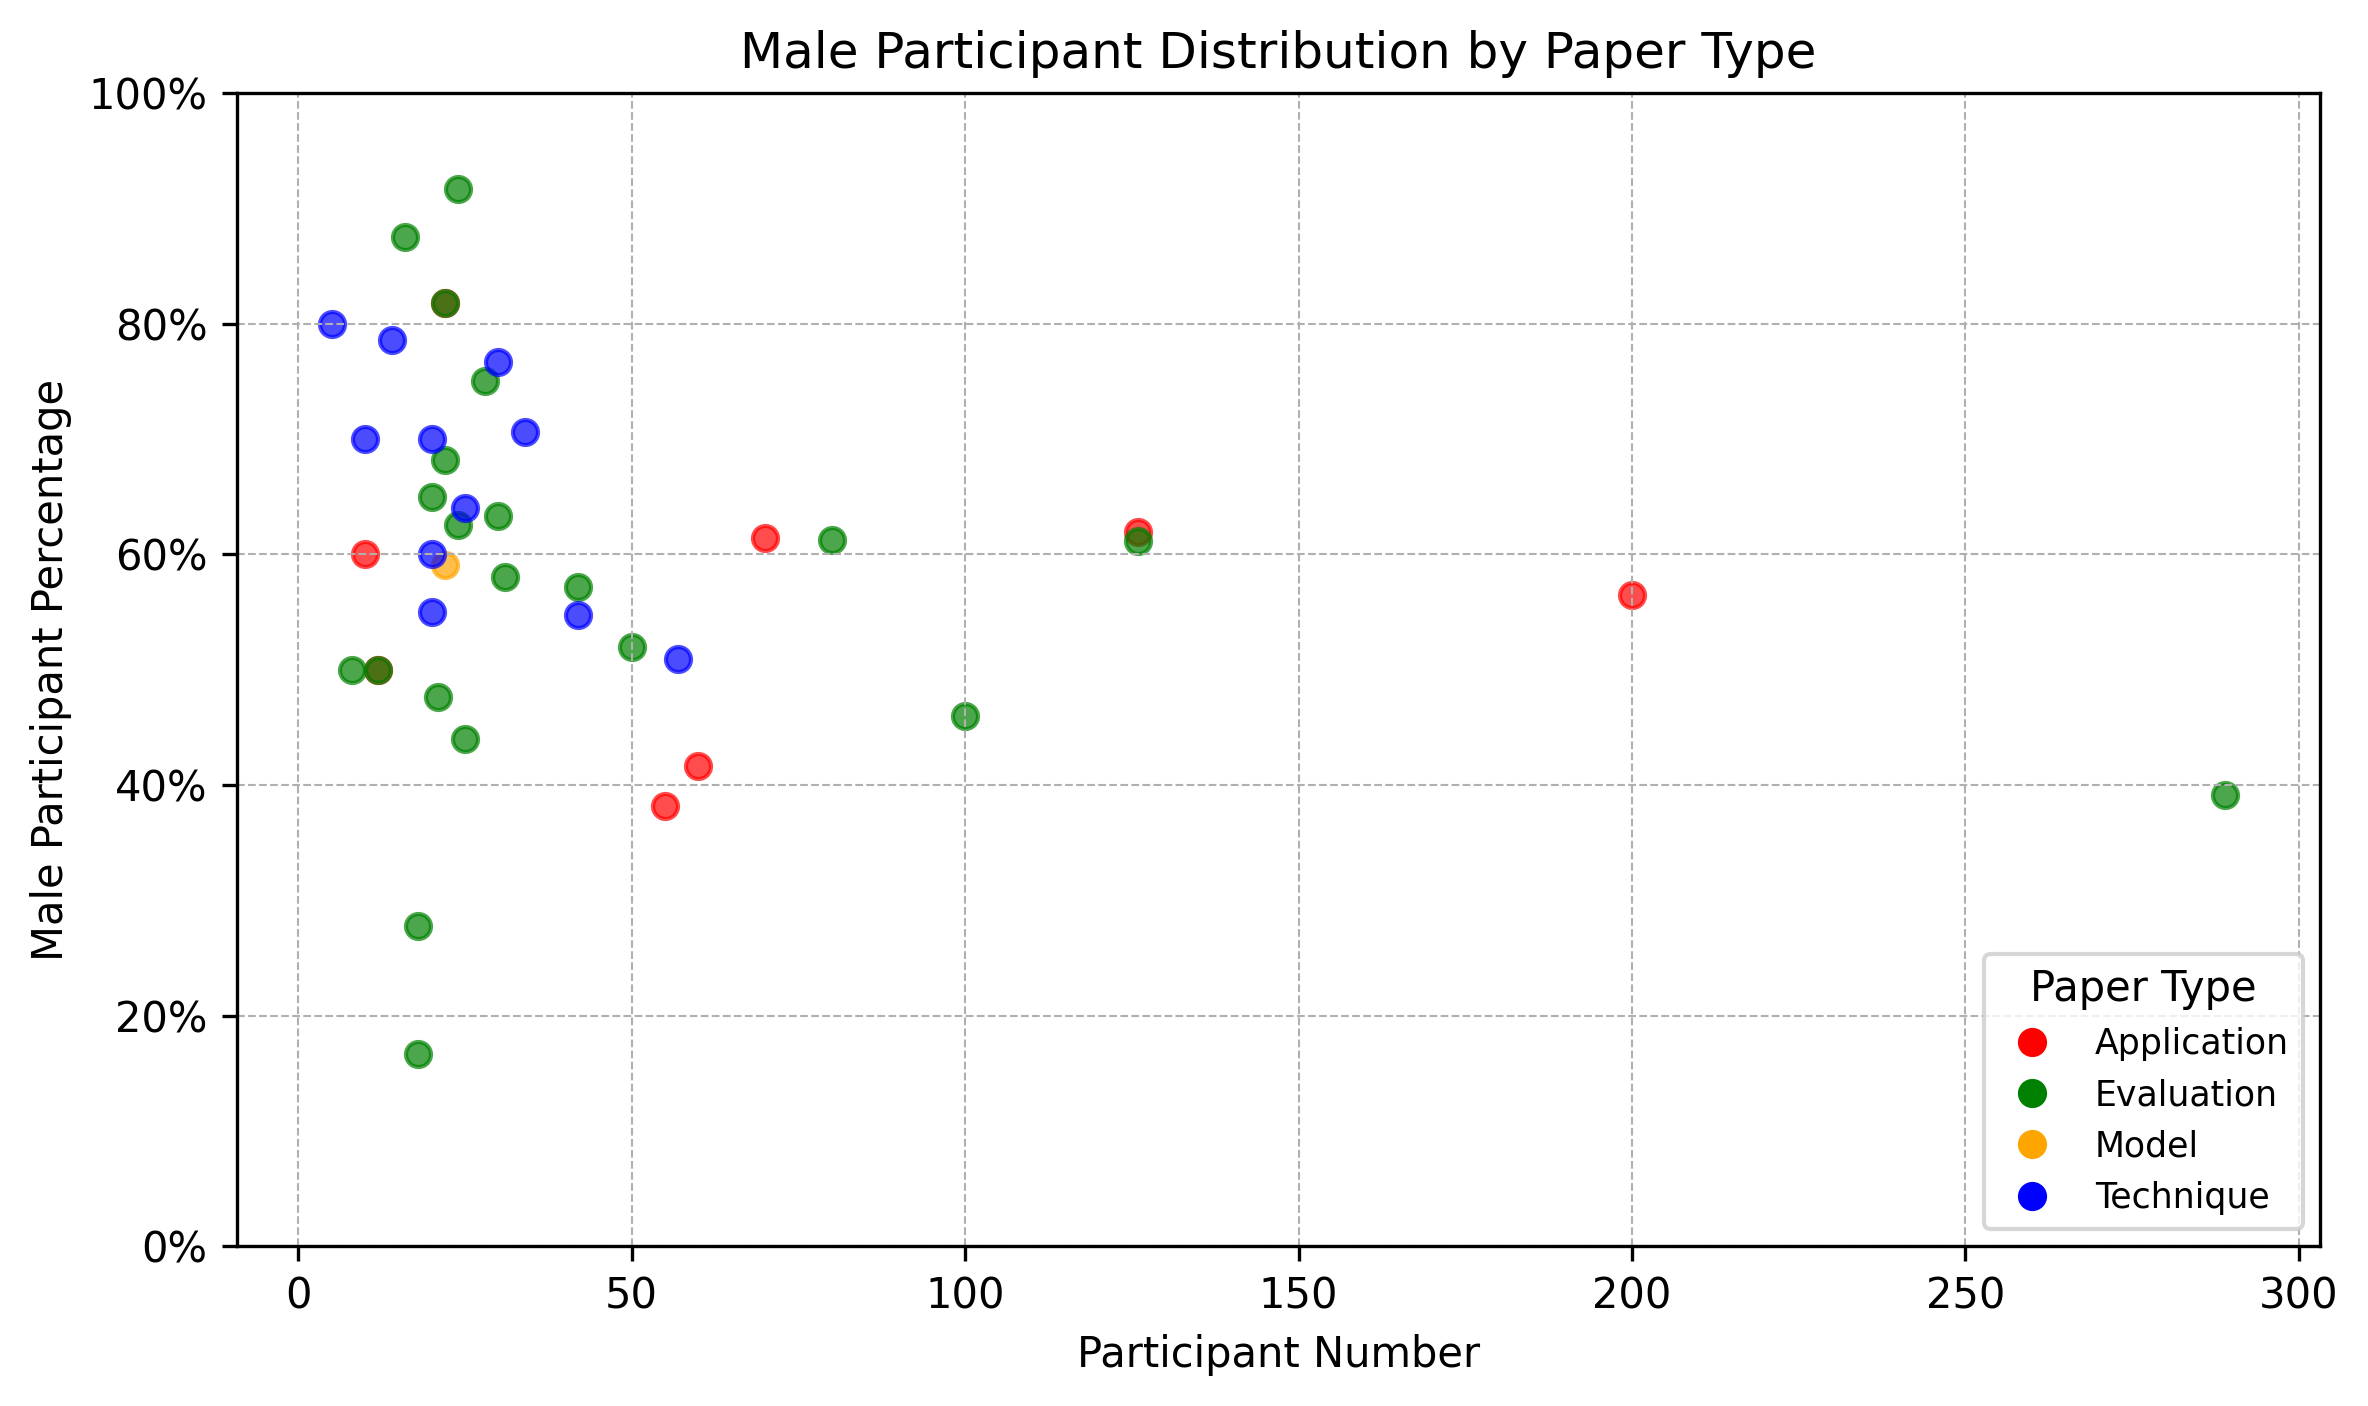 Male Participant Distribution by Paper Type
100%
80%
60%
40%
20%
0%
Male Participant Percentage
0 50 100 150 200 250 300
Participant Number
Paper Type
Application
Evaluation
Model
Technique